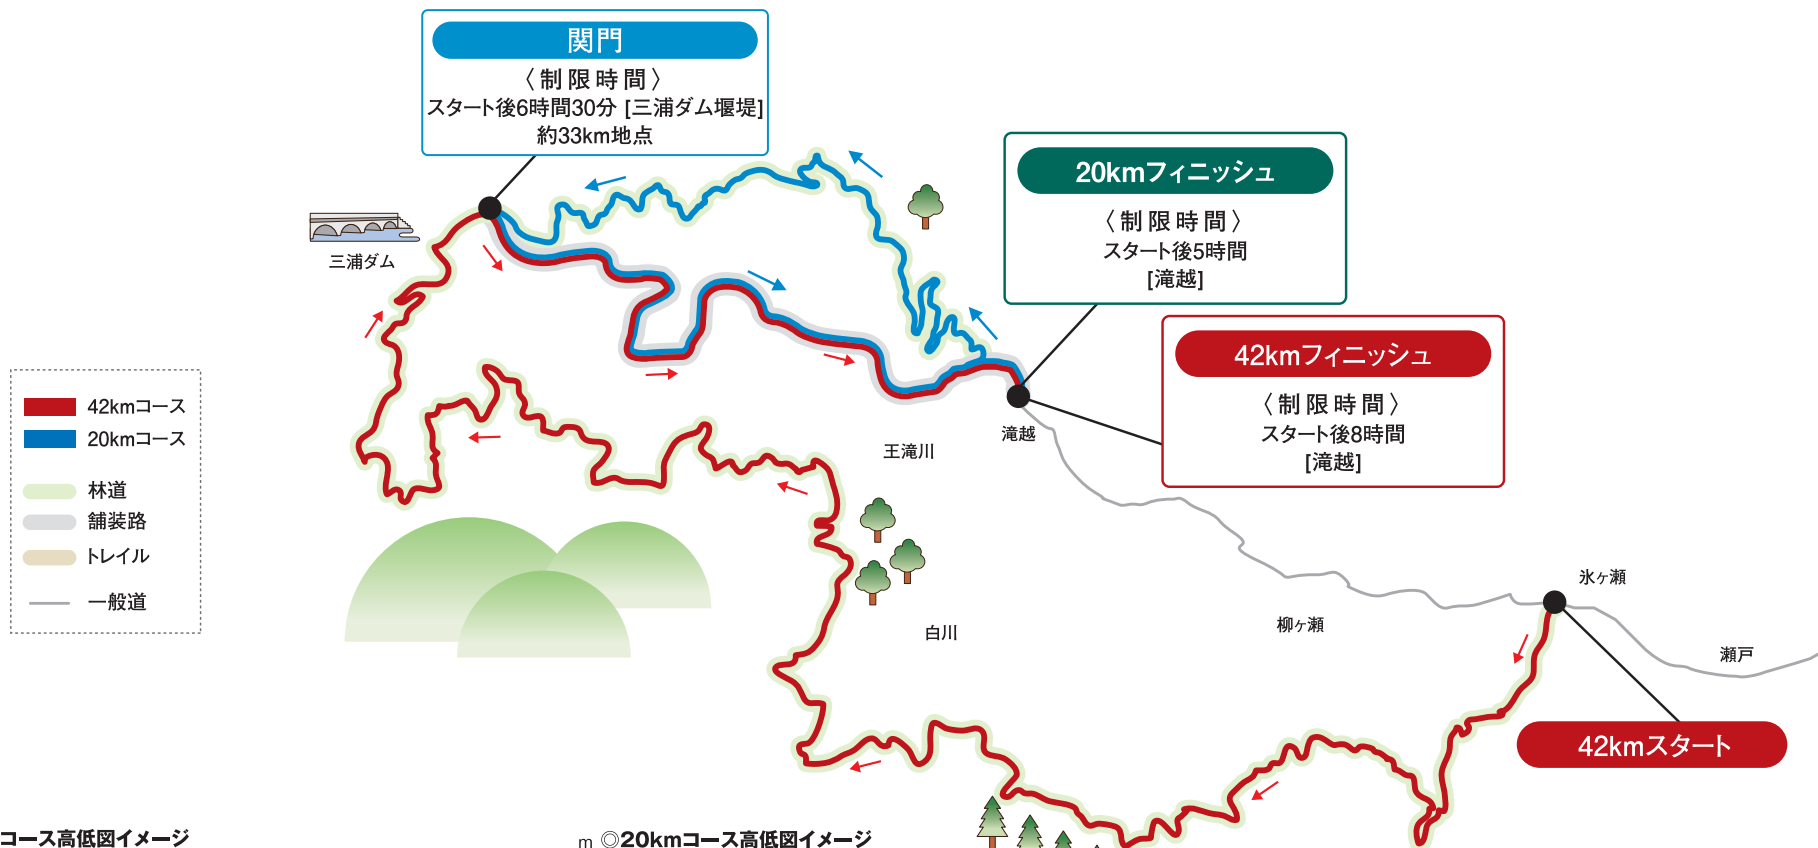 関門
〈制限時間〉
スタート後6時間30分 [三浦ダム堰堤]
約33km地点
20kmフィニッシュ
〈制限時間〉
スタート後5時間
[滝越]
42kmフィニッシュ
〈制限時間〉
スタート後8時間
[滝越]
三浦ダム
42kmコース
20kmコース
林道
舗装路
トレイル
一般道
滝越
王滝川
氷ヶ瀬
柳ヶ瀬
白川
瀬戸
42kmスタート
コース高低図イメージ
m ◎20kmコース高低図イメージ